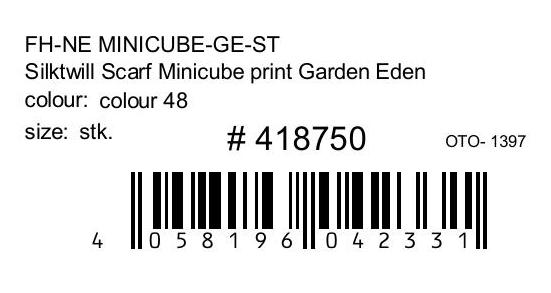 FH-NE MINICUBE-GE-ST
Silktwill Scarf Minicube print Garden Eden
colour: colour 48
size: stk.
# 418750
OTO- 1397
4 058196 042331